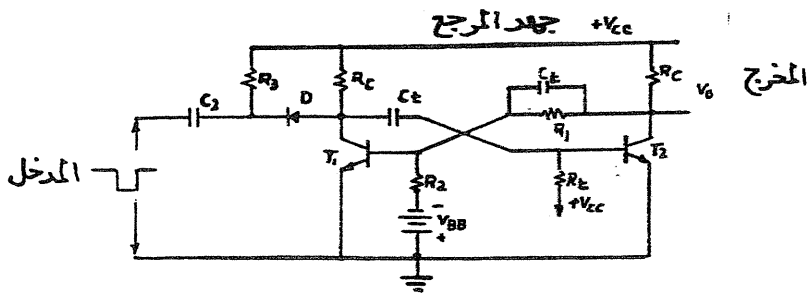 جهد المرجع +Vcc
المخرج
المدخل
R3
Rc
Ct
Rc
Vo
C2
D
Ct
R1
T1
T2
R2
Rt
+Vcc
-
VBB
+